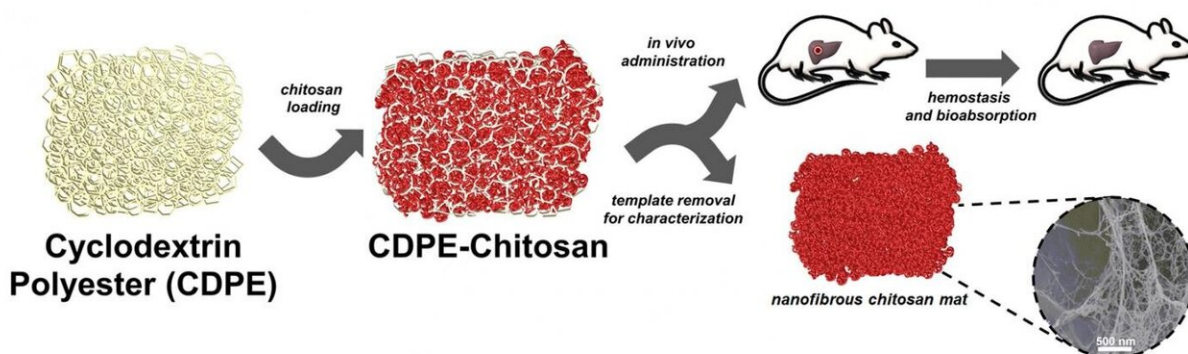 chitosan
loading
in vivo
administration
hemostasis
and bioabsorption
Cyclodextrin
Polyester (CDPE)
CDPE-Chitosan
template removal
for characterization
nanofibrous chitosan mat
500 nm